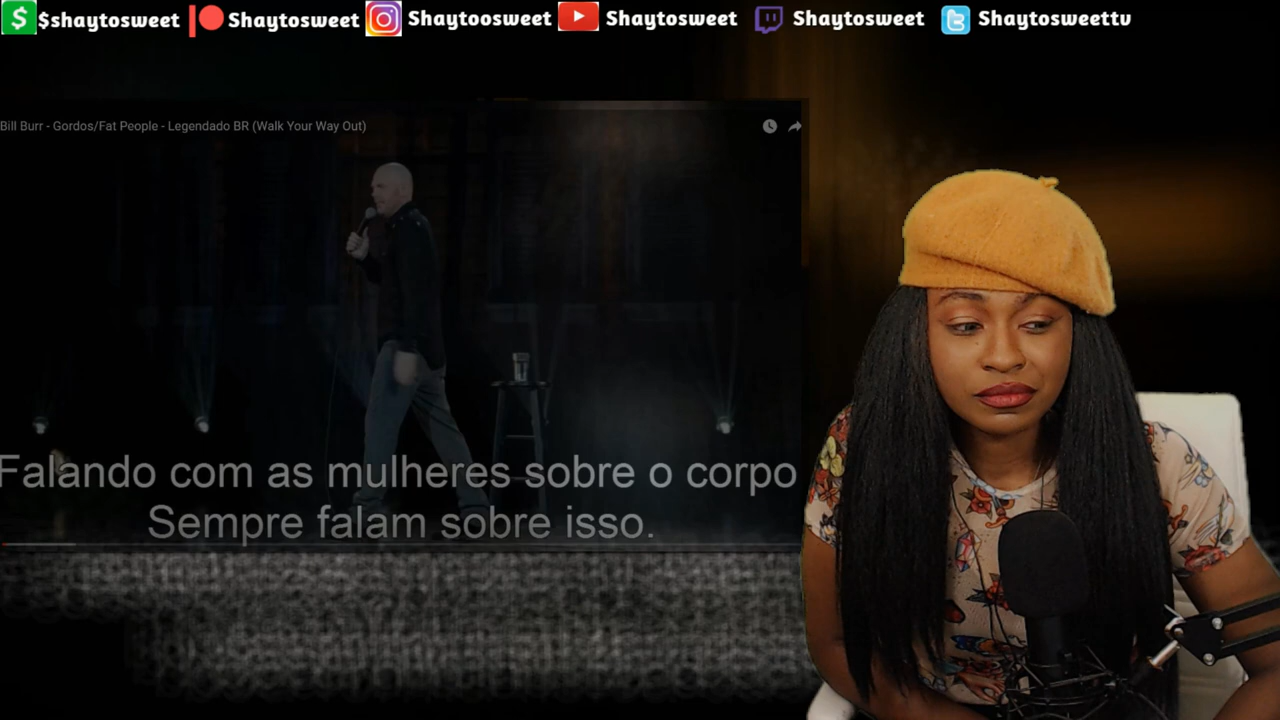 $shaytosweet Shaytosweet Shaytoosweet Shaytosweet Shaytosweet Shaytosweettv
Bill Burr - Gordos/Fat People - Legendado BR (Walk Your Way Out)
Falando com as mulheres sobre o corpo
Sempre falam sobre isso.